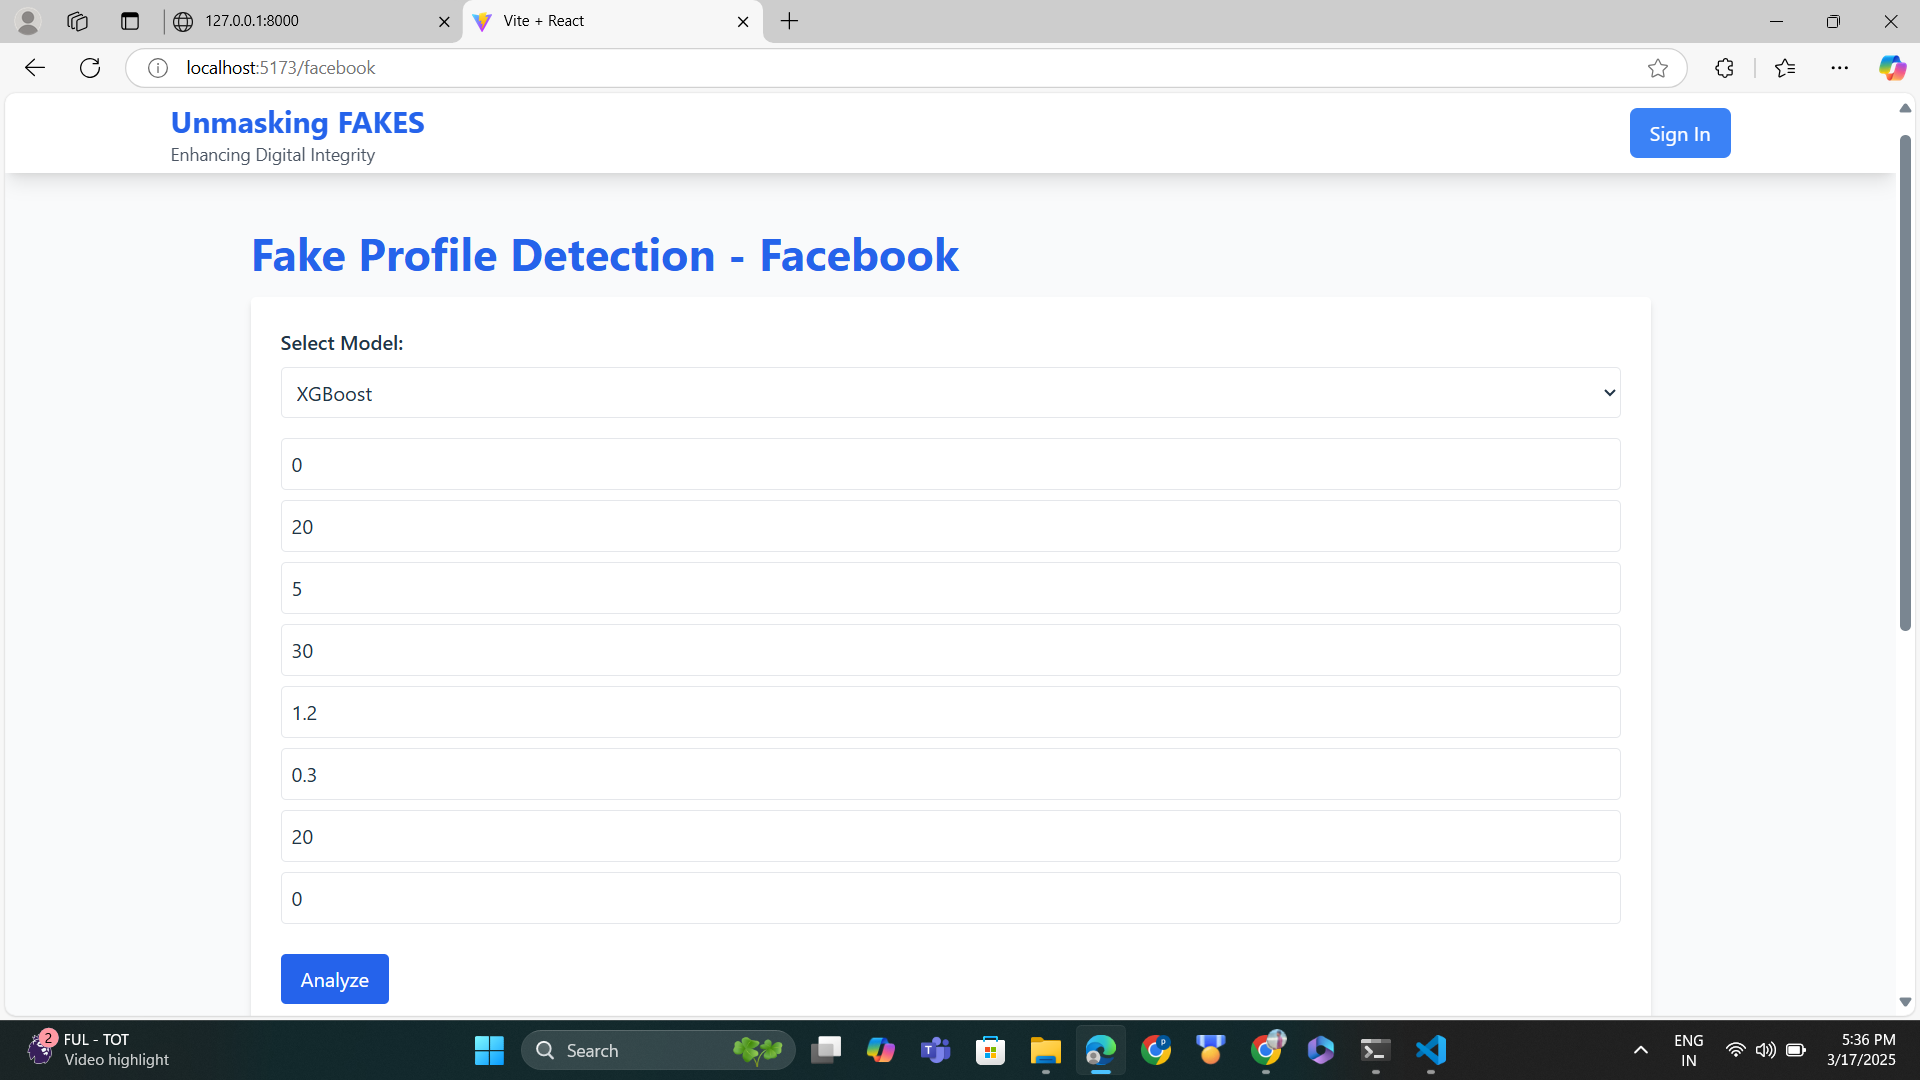 127.0.0.1:8000
Vite + React
localhost:5173/facebook
Unmasking FAKES
Enhancing Digital Integrity
Sign In
Fake Profile Detection - Facebook
Select Model:
XGBoost
0
20
5
30
1.2
0.3
20
0
Analyze
2
FUL - TOT
Video highlight
Search
ENG
IN
5:36 PM
3/17/2025